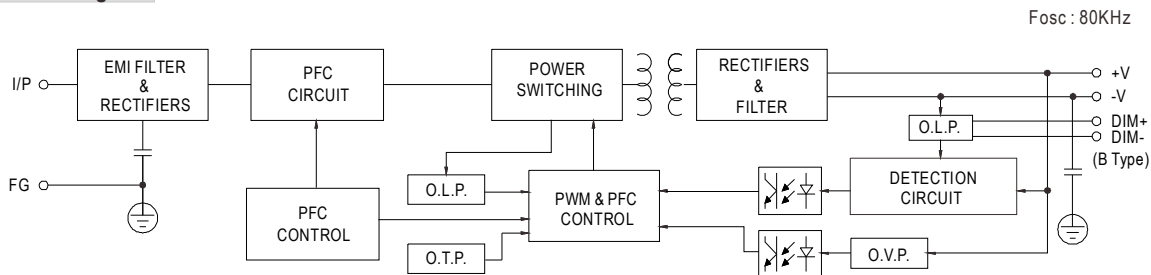 Fosc : 80KHz
I/P
EMI FILTER
&
RECTIFIERS
PFC
CIRCUIT
POWER
SWITCHING
RECTIFIERS
&
FILTER
+V
-V
DIM+
DIM-
(B Type)
O.L.P.
FG
PFC
CONTROL
O.L.P.
O.T.P.
PWM & PFC
CONTROL
DETECTION
CIRCUIT
O.V.P.